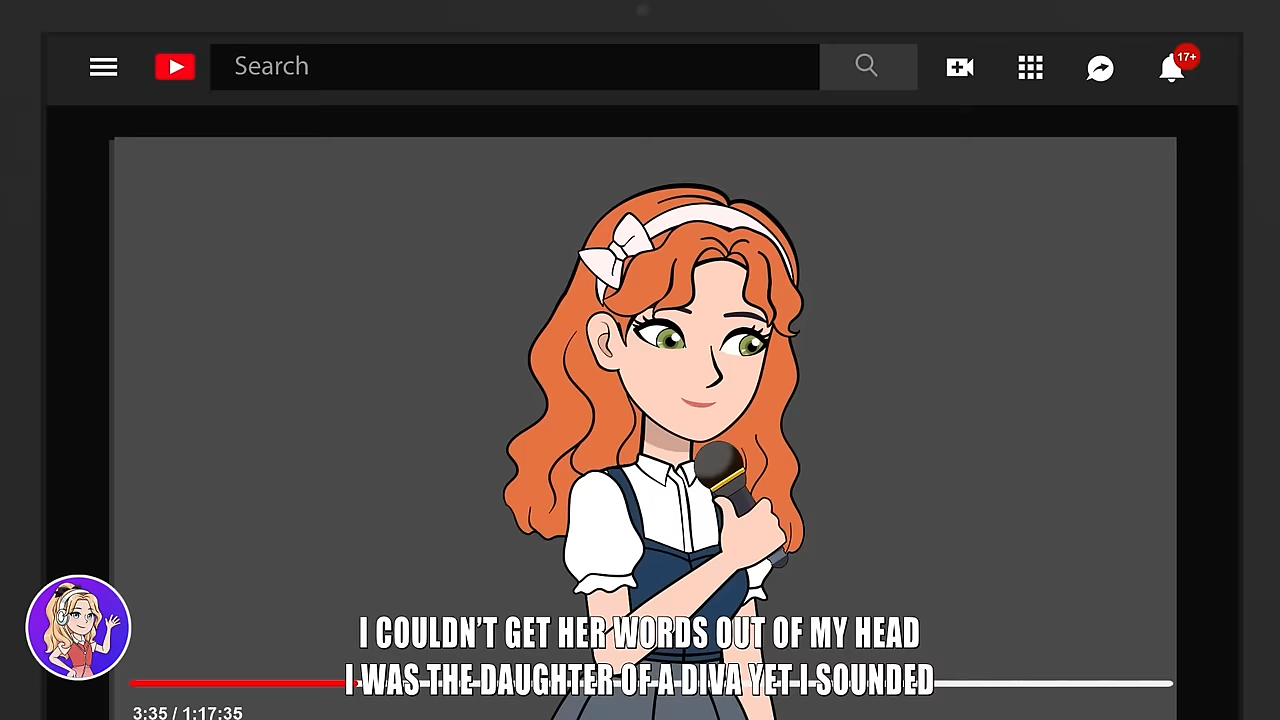 Search
17+
I COULDN'T GET HER WORDS OUT OF MY HEAD
I WAS THE DAUGHTER OF A DIVA YET I SOUNDED
3:35 / 1:17:35